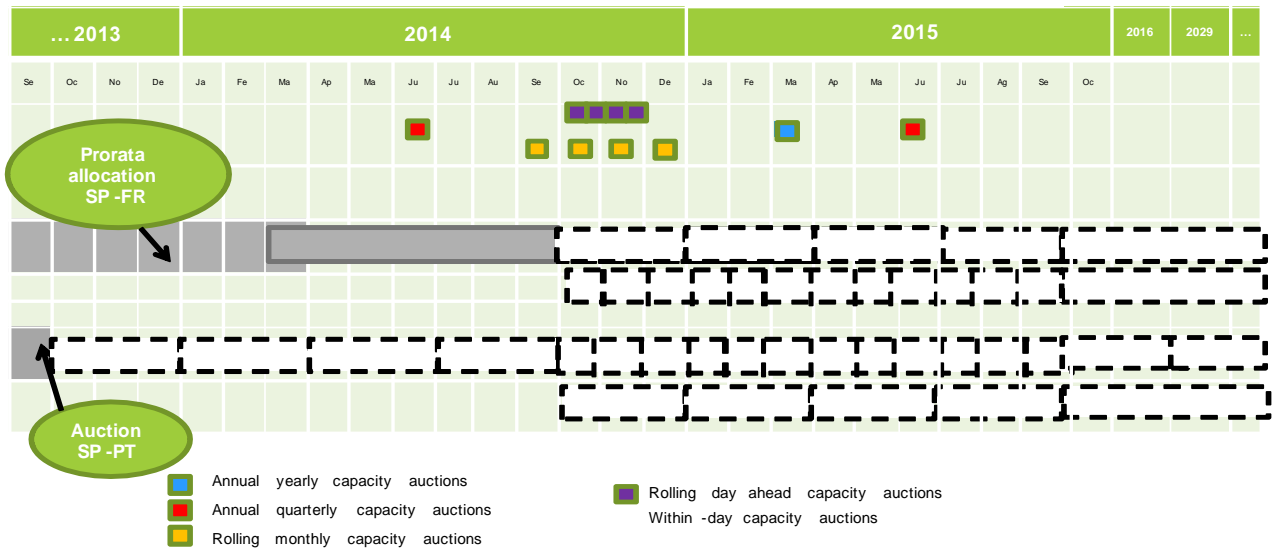 ... 2013 2014 2015 2016 2029 ...
Se Oc No De Ja Fe Ma Ap Ma Ju Ju Au Se Oc No De Ja Fe Ma Ap Ma Ju Ju Ag Se Oc
Prorata
allocation
SP -FR
Auction
SP -PT
Annual yearly capacity auctions
Annual quarterly capacity auctions
Rolling monthly capacity auctions
Rolling day ahead capacity auctions
Within -day capacity auctions